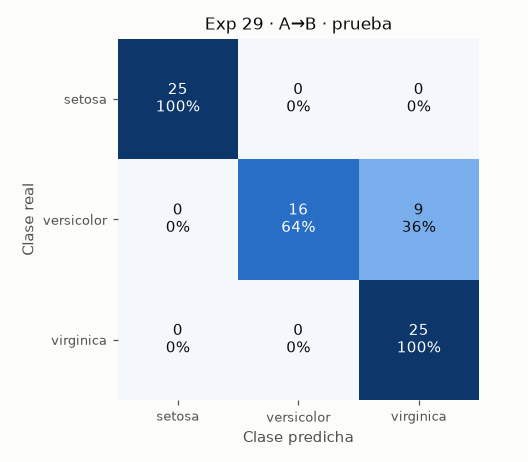 Exp 29 · A→B · prueba
Clase real
setosa
25
100%
0
0%
0
0%
versicolor
0
0%
16
64%
9
36%
virginica
0
0%
0
0%
25
100%
setosa
versicolor
virginica
Clase predicha